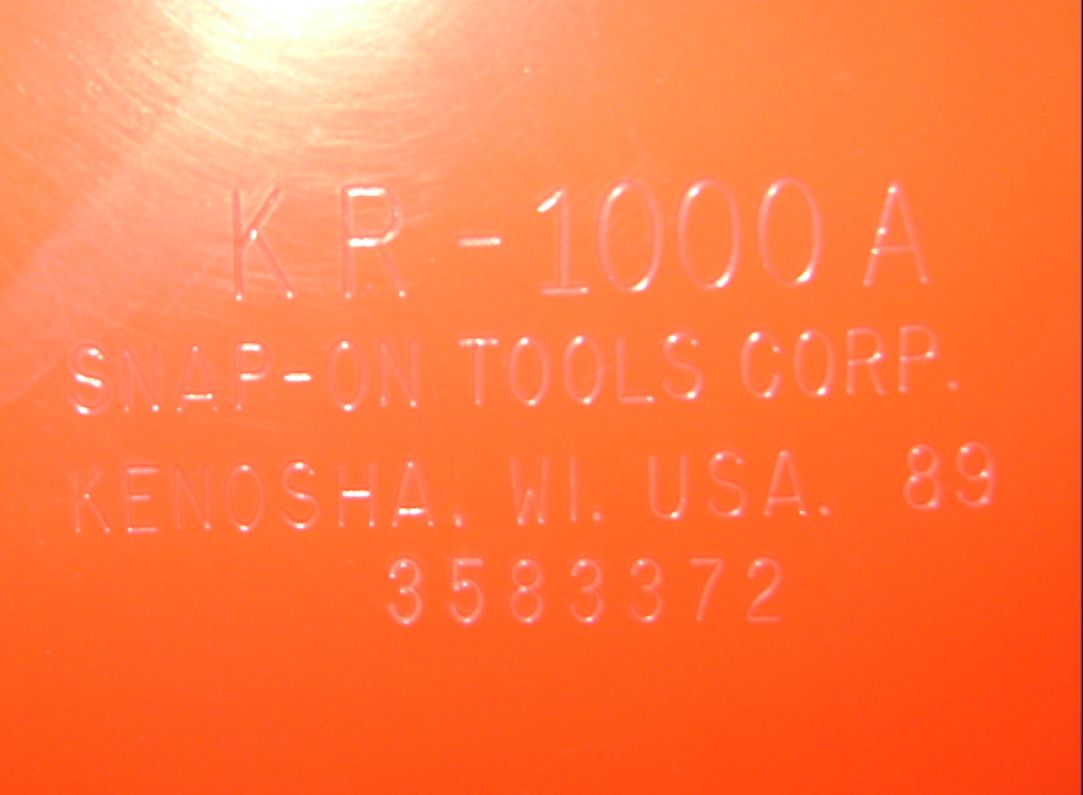 KR-1000A
SNAP-ON TOOLS CORP.
KENOSHA, WI. USA. 89
3583372